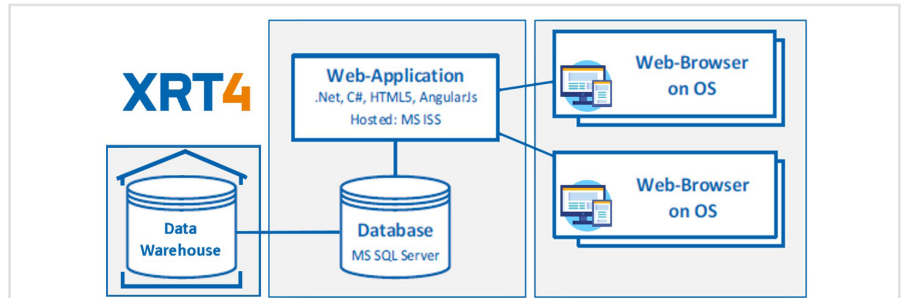 XRT4
Web-Application
.Net, C#, HTML5, AngularJs
Hosted: MS ISS
Web-Browser
on OS
Web-Browser
on OS
Data
Warehouse
Database
MS SQL Server